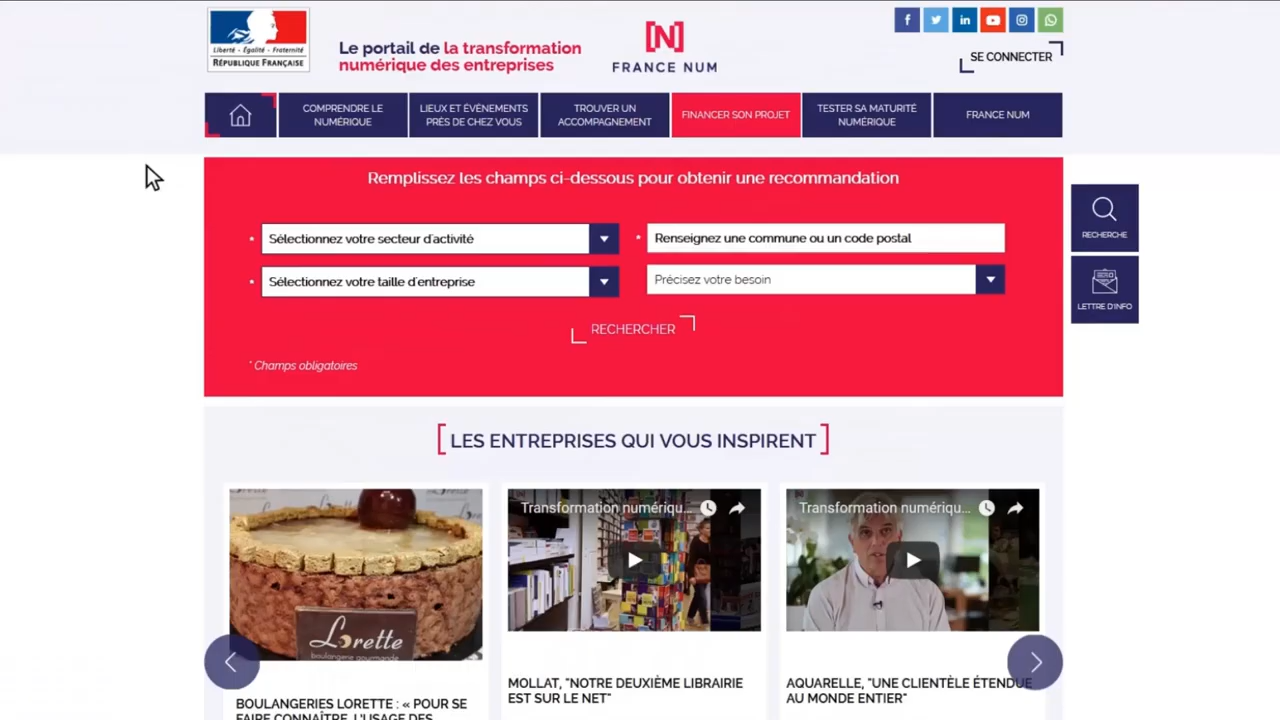 Liberté • Égalité • Fraternité
RÉPUBLIQUE FRANÇAISE
Le portail de la transformation
numérique des entreprises
[N]
FRANCE NUM
SE CONNECTER
COMPRENDRE LE
NUMÉRIQUE
LIEUX ET ÉVÈNEMENTS
PRÈS DE CHEZ VOUS
TROUVER UN
ACCOMPAGNEMENT
FINANCER SON PROJET
TESTER SA MATURITÉ
NUMÉRIQUE
FRANCE NUM
Remplissez les champs ci-dessous pour obtenir une recommandation
* Sélectionnez votre secteur d'activité
* Renseignez une commune ou un code postal
* Sélectionnez votre taille d'entreprise
Précisez votre besoin
RECHERCHER
* Champs obligatoires
RECHERCHE
LETTRE D'INFO
[LES ENTREPRISES QUI VOUS INSPIRENT]
Lorette
boulangerie gourmande
Transformation numériqu...
Transformation numériqu...
BOULANGERIES LORETTE : « POUR SE
FAIRE CONNAÎTRE, L'USAGE DES
MOLLAT, "NOTRE DEUXIÈME LIBRAIRIE
EST SUR LE NET"
AQUARELLE, "UNE CLIENTÈLE ÉTENDUE
AU MONDE ENTIER"